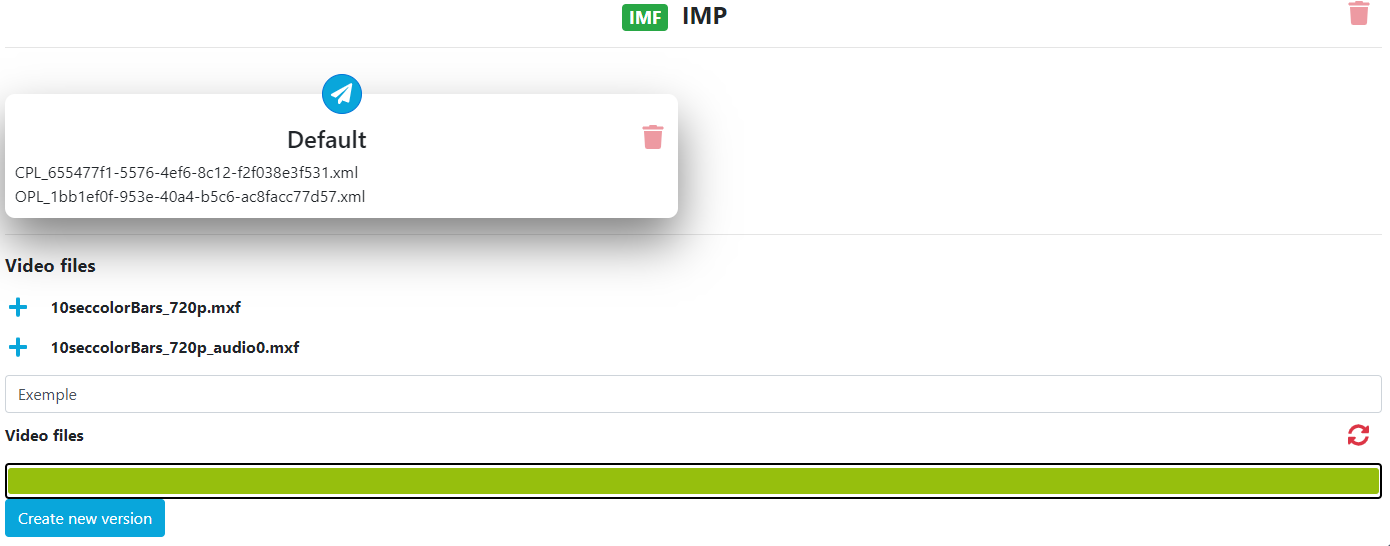 IMF IMP
Default
CPL_655477f1-5576-4ef6-8c12-f2f038e3f531.xml
OPL_1bb1ef0f-953e-40a4-b5c6-ac8facc77d57.xml
Video files
10seccolorBars_720p.mxf
10seccolorBars_720p_audio0.mxf
Exemple
Video files
Create new version